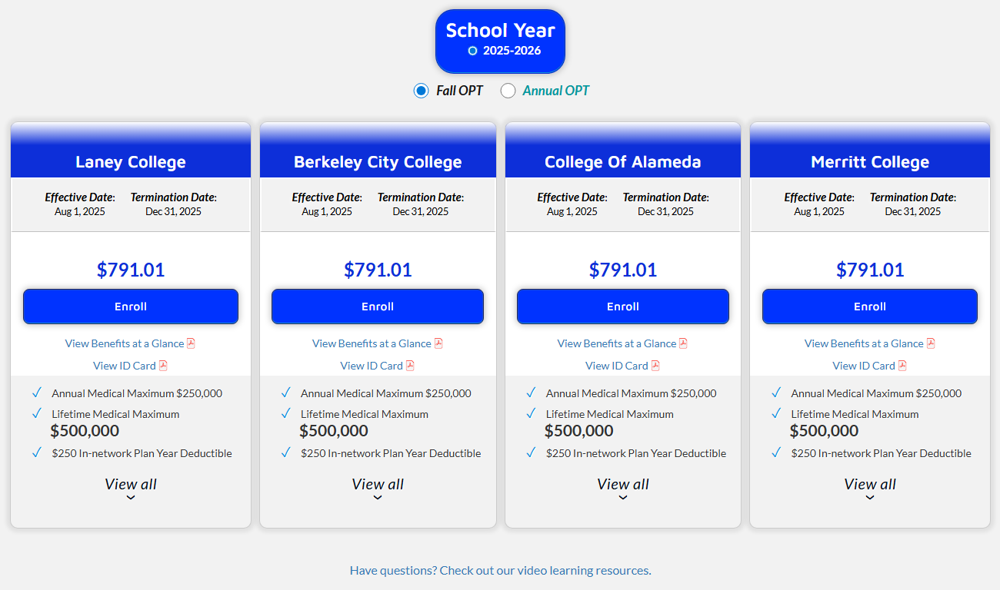 School Year
2025-2026
Fall OPT Annual OPT
Laney College
Effective Date: Termination Date:
Aug 1, 2025 Dec 31, 2025
$791.01
Enroll
View Benefits at a Glance
View ID Card
Annual Medical Maximum $250,000
Lifetime Medical Maximum
$500,000
$250 In-network Plan Year Deductible
View all
Berkeley City College
Effective Date: Termination Date:
Aug 1, 2025 Dec 31, 2025
$791.01
Enroll
View Benefits at a Glance
View ID Card
Annual Medical Maximum $250,000
Lifetime Medical Maximum
$500,000
$250 In-network Plan Year Deductible
View all
College Of Alameda
Effective Date: Termination Date:
Aug 1, 2025 Dec 31, 2025
$791.01
Enroll
View Benefits at a Glance
View ID Card
Annual Medical Maximum $250,000
Lifetime Medical Maximum
$500,000
$250 In-network Plan Year Deductible
View all
Merritt College
Effective Date: Termination Date:
Aug 1, 2025 Dec 31, 2025
$791.01
Enroll
View Benefits at a Glance
View ID Card
Annual Medical Maximum $250,000
Lifetime Medical Maximum
$500,000
$250 In-network Plan Year Deductible
View all
Have questions? Check out our video learning resources.